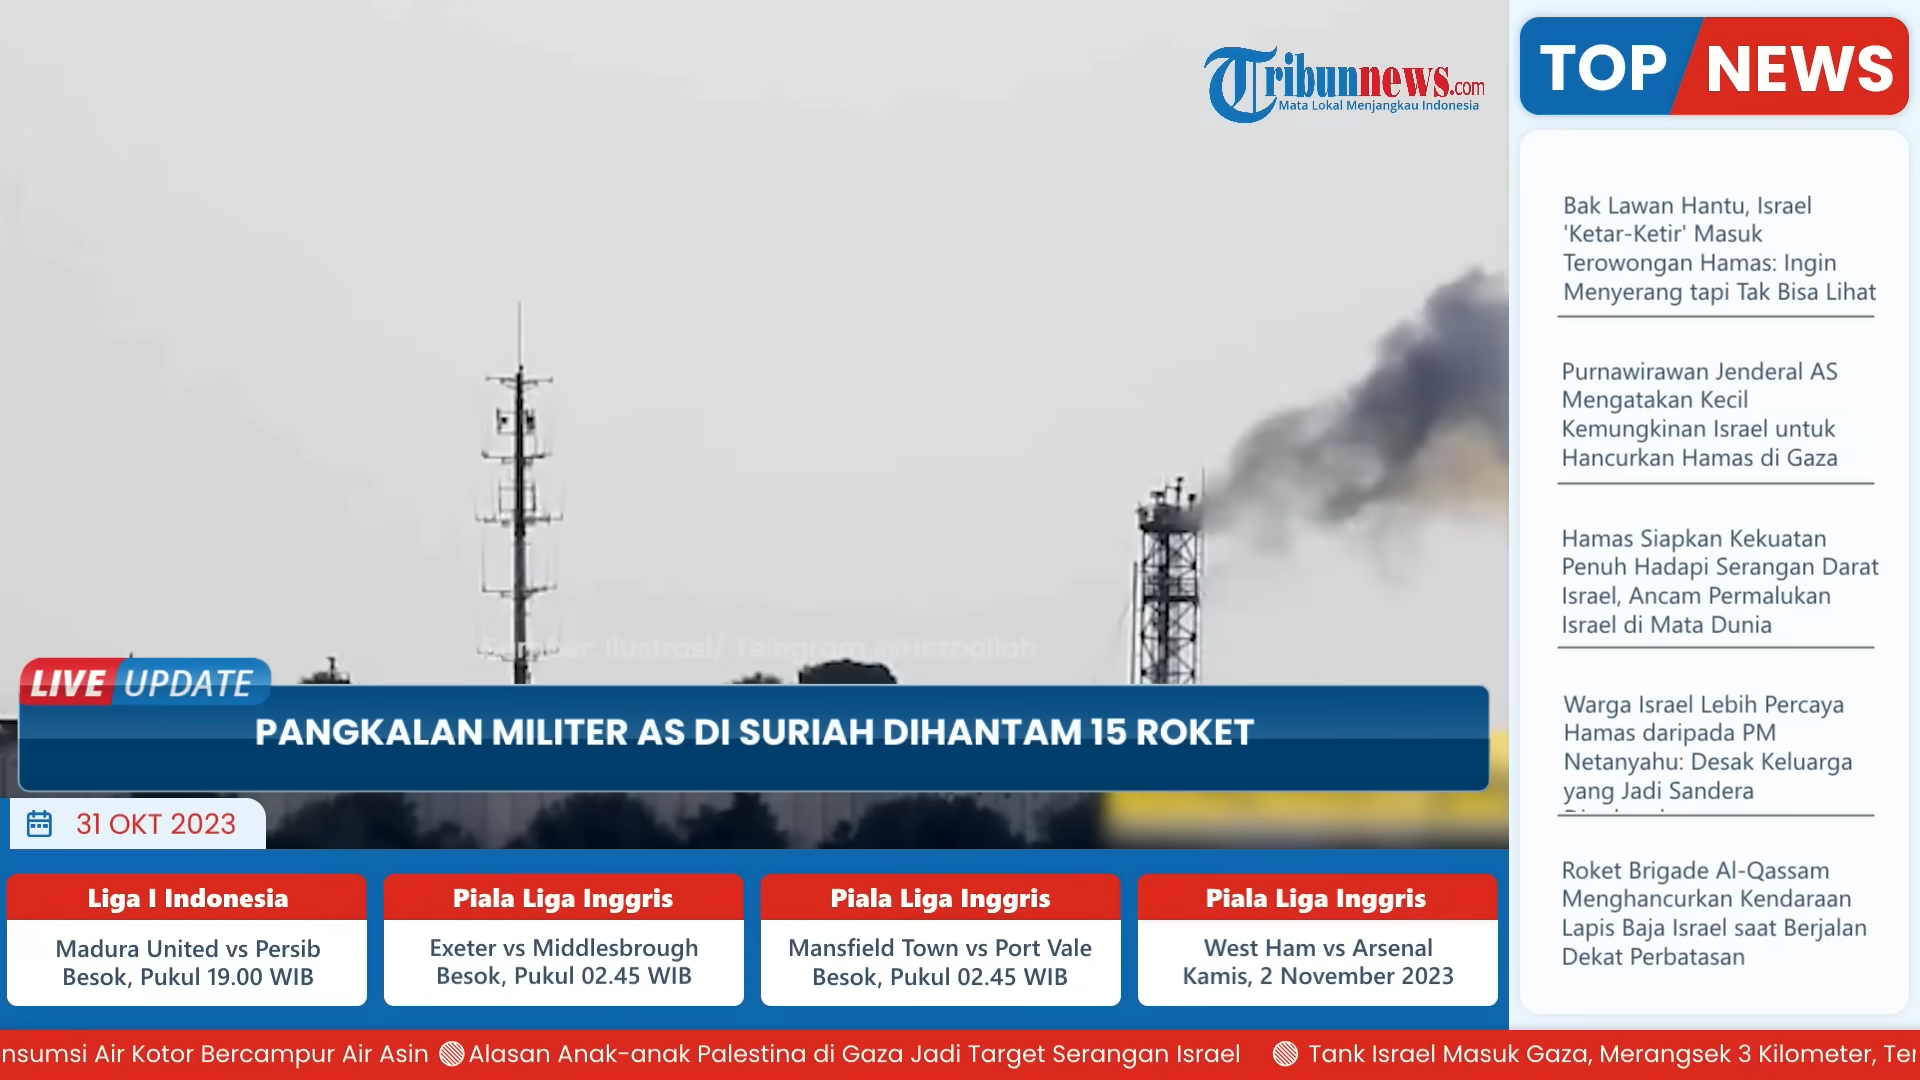 Tribunnews.com
Mata Lokal Menjangkau Indonesia
TOP NEWS
Bak Lawan Hantu, Israel
'Ketar-Ketir' Masuk
Terowongan Hamas: Ingin
Menyerang tapi Tak Bisa Lihat
Purnawirawan Jenderal AS
Mengatakan Kecil
Kemungkinan Israel untuk
Hancurkan Hamas di Gaza
Hamas Siapkan Kekuatan
Penuh Hadapi Serangan Darat
Israel, Ancam Permalukan
Israel di Mata Dunia
Warga Israel Lebih Percaya
Hamas daripada PM
Netanyahu: Desak Keluarga
yang Jadi Sandera
Roket Brigade Al-Qassam
Menghancurkan Kendaraan
Lapis Baja Israel saat Berjalan
Dekat Perbatasan
Sumber: Ilustrasi/ Telegram @Hezbollah
LIVE UPDATE
PANGKALAN MILITER AS DI SURIAH DIHANTAM 15 ROKET
31 OKT 2023
Liga I Indonesia
Madura United vs Persib
Besok, Pukul 19.00 WIB
Piala Liga Inggris
Exeter vs Middlesbrough
Besok, Pukul 02.45 WIB
Piala Liga Inggris
Mansfield Town vs Port Vale
Besok, Pukul 02.45 WIB
Piala Liga Inggris
West Ham vs Arsenal
Kamis, 2 November 2023
nsumsi Air Kotor Bercampur Air Asin Alasan Anak-anak Palestina di Gaza Jadi Target Serangan Israel Tank Israel Masuk Gaza, Merangsek 3 Kilometer,